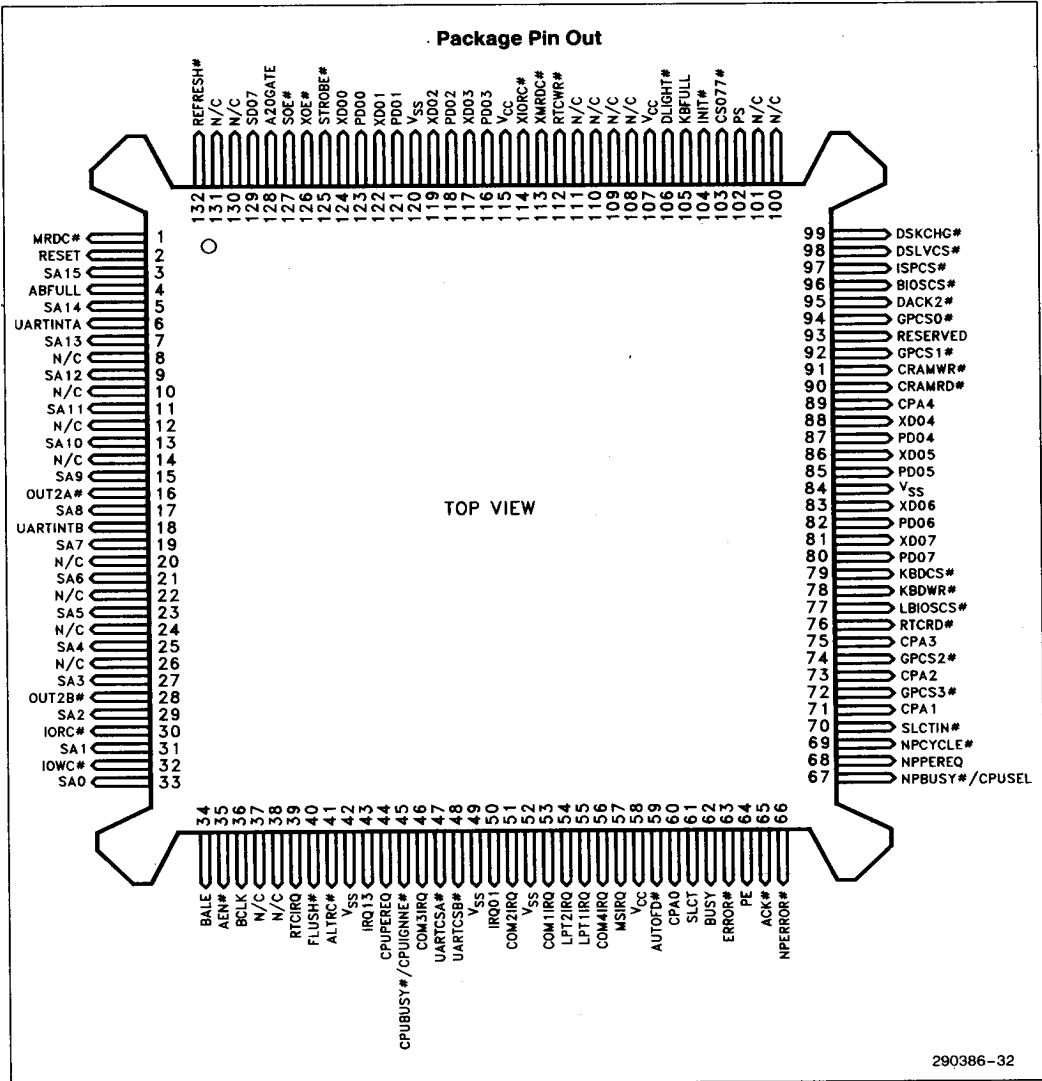 Package Pin Out
REFRESH# 132
N/C 131
N/C 130
SD07 129
A20GATE 128
SOE# 127
XOE# 126
STROBE# 125
XD00 124
PD00 123
XD01 122
PD01 121
VSS 120
XD02 119
PD02 118
XD03 117
PD03 116
VCC 115
XIORC# 114
XMRDC# 113
RTCWR# 112
N/C 111
N/C 110
N/C 109
N/C 108
VCC 107
DLIGHT# 106
KBFULL 105
INIT# 104
CS077# 103
PS 102
N/C 101
N/C 100
MRDC# 1
RESET 2
SA15 3
ABFULL 4
SA14 5
UARTINTA 6
SA13 7
N/C 8
SA12 9
N/C 10
SA11 11
N/C 12
SA10 13
N/C 14
SA9 15
OUT2A# 16
SA8 17
UARTINTB 18
SA7 19
N/C 20
SA6 21
N/C 22
SA5 23
N/C 24
SA4 25
N/C 26
SA3 27
OUT2B# 28
SA2 29
IORC# 30
SA1 31
IOWC# 32
SA0 33
TOP VIEW
99 DSKCHG#
98 DSLVCS#
97 ISPCS#
96 BIOSCS#
95 DACK2#
94 GPCS0#
93 RESERVED
92 GPCS1#
91 CRAMWR#
90 CRAMRD#
89 CPA4
88 XD04
87 PD04
86 XD05
85 PD05
84 VSS
83 XD06
82 PD06
81 XD07
80 PD07
79 KBDCS#
78 KBDWR#
77 LBIOSCS#
76 RTCRD#
75 CPA3
74 GPCS2#
73 CPA2
72 GPCS3#
71 CPA1
70 SLCTIN#
69 NPCYCLE#
68 NPPEREQ
67 NPBUSY#/CPUSEL
34 BALE
35 AEN#
36 BCLK
37 N/C
38 N/C
39 RTCIRQ
40 FLUSH#
41 ALTRC#
42 VSS
43 IRQ13
44 CPUPEREQ
45 CPUBUSY#/CPUIGNNE#
46 COM3IRQ
47 UARTCSA#
48 UARTCSB#
49 VSS
50 IRQ01
51 COM2IRQ
52 VSS
53 COM1IRQ
54 LPT2IRQ
55 LPT1IRQ
56 COM4IRQ
57 MSIRQ
58 VCC
59 AUTOFD#
60 CPA0
61 SLCT
62 BUSY
63 ERROR#
64 PE
65 ACK#
66 NPERROR#
290386-32